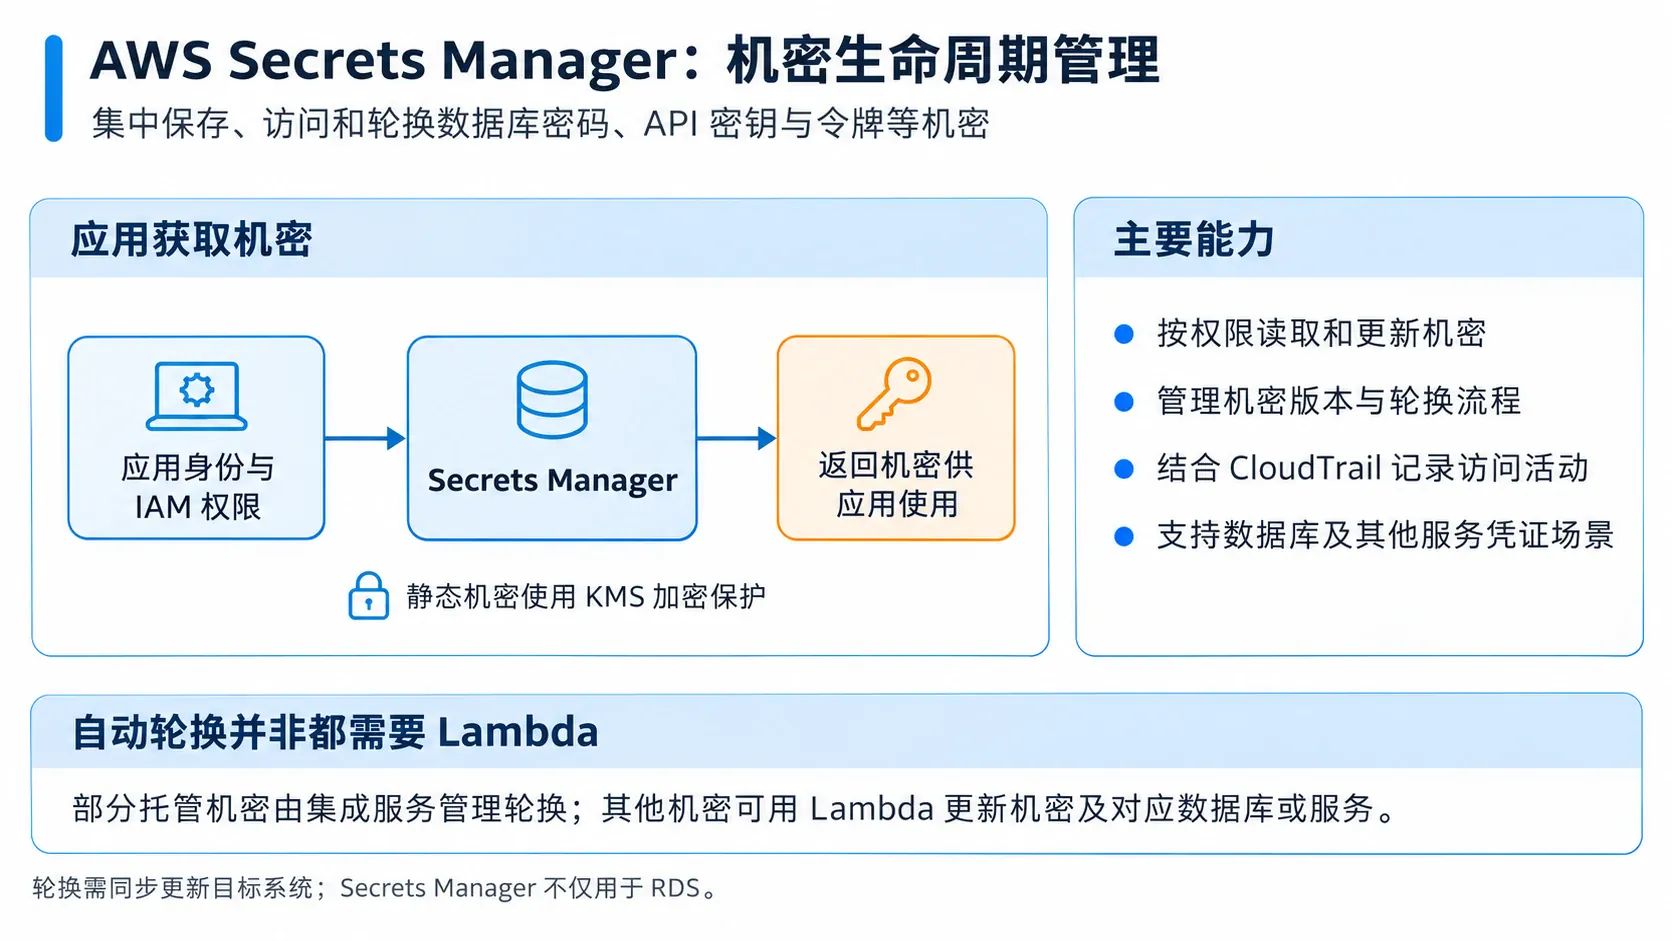 AWS Secrets Manager：机密生命周期管理
集中保存、访问和轮换数据库密码、API 密钥与令牌等机密
应用获取机密
应用身份与
IAM 权限
Secrets Manager
返回机密供
应用使用
静态机密使用 KMS 加密保护
主要能力
按权限读取和更新机密
管理机密版本与轮换流程
结合 CloudTrail 记录访问活动
支持数据库及其他服务凭证场景
自动轮换并非都需要 Lambda
部分托管机密由集成服务管理轮换；其他机密可用 Lambda 更新机密及对应数据库或服务。
轮换需同步更新目标系统；Secrets Manager 不仅用于 RDS。